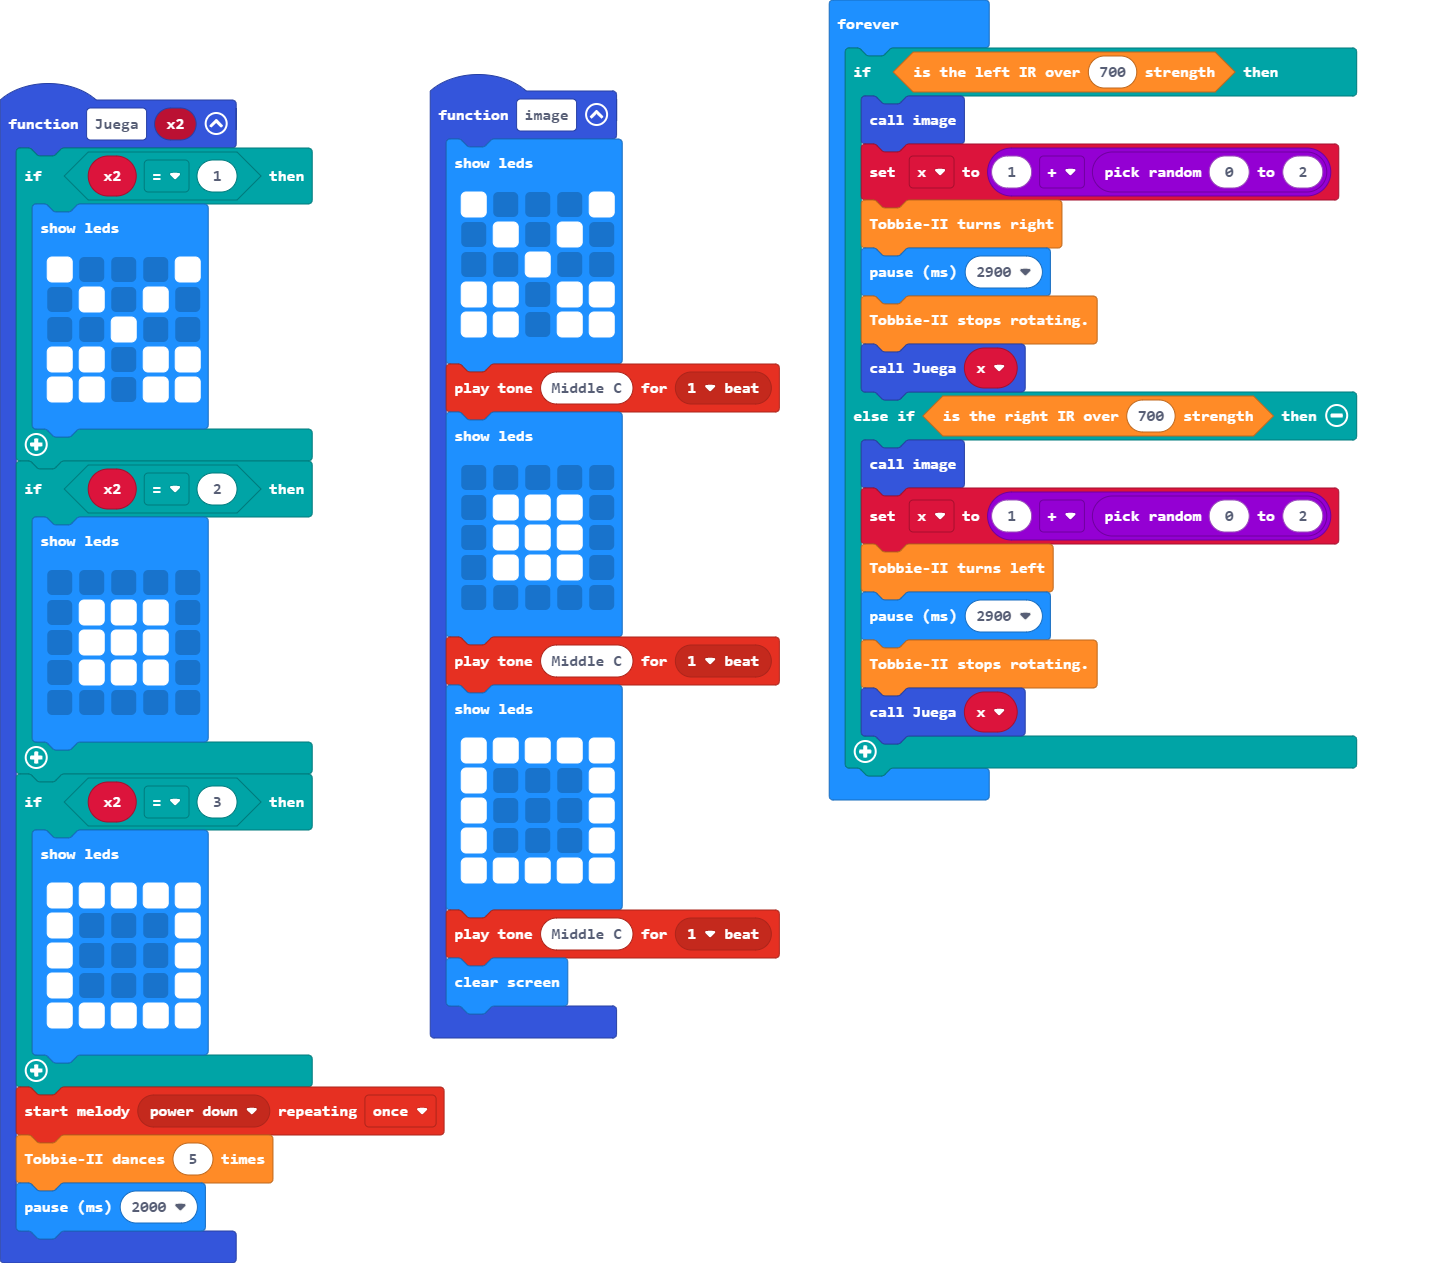 function Juega x2
if x2 = 1 then
show leds
if x2 = 2 then
show leds
if x2 = 3 then
show leds
start melody power down repeating once
Tobbie-II dances 5 times
pause (ms) 2000
function image
show leds
play tone Middle C for 1 beat
show leds
play tone Middle C for 1 beat
show leds
play tone Middle C for 1 beat
clear screen
forever
if is the left IR over 700 strength then
call image
set x to 1 + pick random 0 to 2
Tobbie-II turns right
pause (ms) 2900
Tobbie-II stops rotating.
call Juega x
else if is the right IR over 700 strength then
call image
set x to 1 + pick random 0 to 2
Tobbie-II turns left
pause (ms) 2900
Tobbie-II stops rotating.
call Juega x